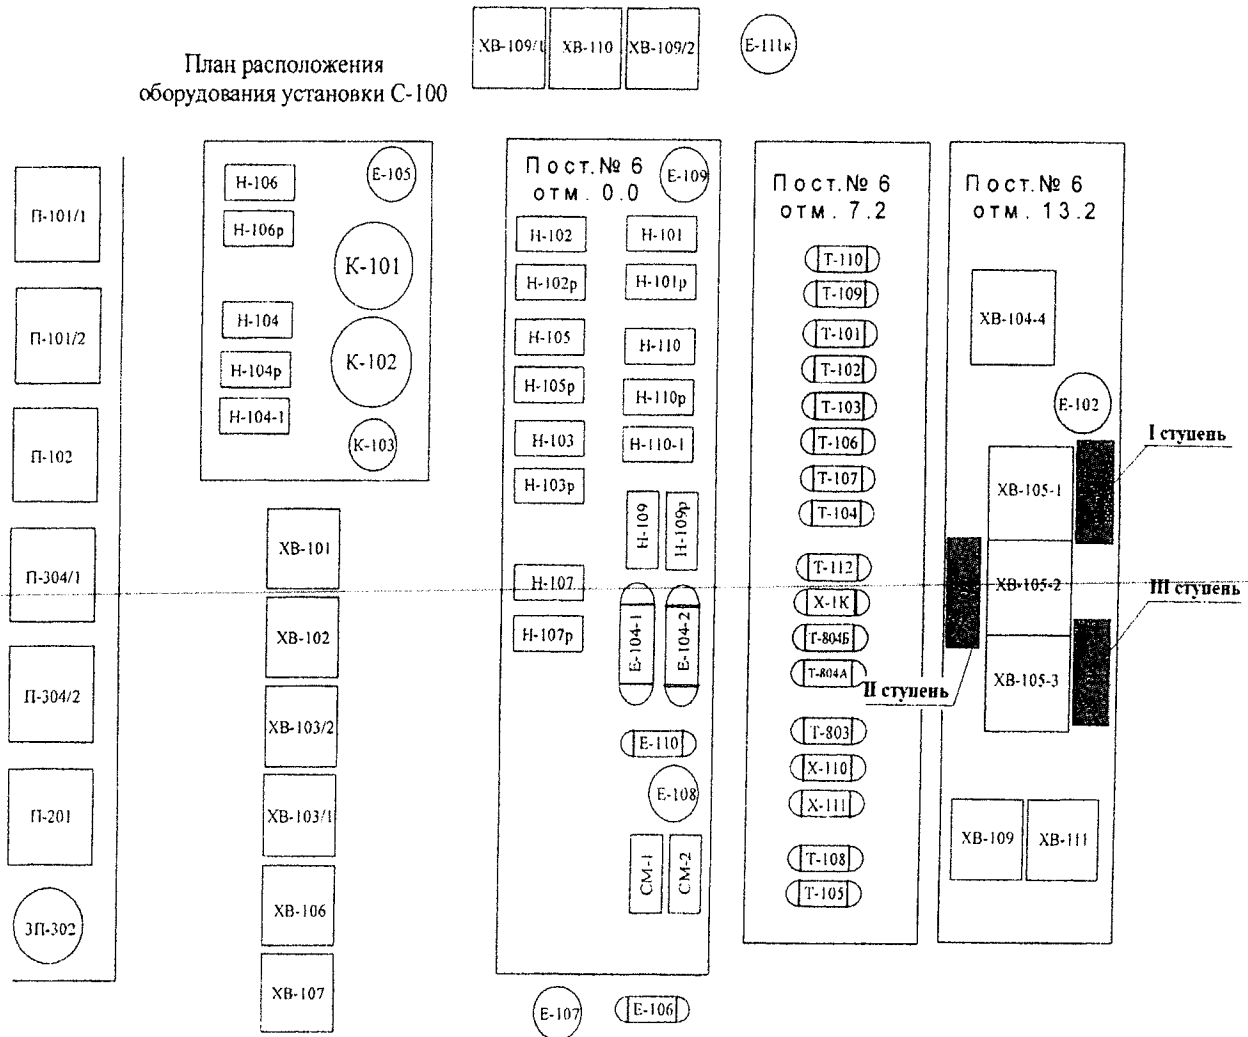 ХВ-109/1
ХВ-110
ХВ-109/2
Е-111к
План расположения
оборудования установки С-100
П-101/1
П-101/2
П-102
П-304/1
П-304/2
П-201
ЗП-302
Н-106
Н-106р
Н-104
Н-104р
Н-104-1
Е-105
К-101
К-102
К-103
ХВ-101
ХВ-102
ХВ-103/2
ХВ-103/1
ХВ-106
ХВ-107
Пост.№ 6
отм. 0.0
Е-109
Н-102
Н-102р
Н-105
Н-105р
Н-103
Н-103р
Н-107
Н-107р
Н-101
Н-101р
Н-110
Н-110р
Н-110-1
Н-109
Н-109р
Е-104-1
Е-104-2
Е-110
Е-108
СМ-1
СМ-2
Е-107
Е-106
Пост.№ 6
отм. 7.2
Т-110
Т-109
Т-101
Т-102
Т-103
Т-106
Т-107
Т-104
Т-112
Х-1К
Т-804Б
Т-804А
Т-803
Х-110
Х-111
Т-108
Т-105
Пост.№ 6
отм. 13.2
ХВ-104-4
Е-102
I ступень
ХВ-105-1
ХВ-105-2
III ступень
ХВ-105-3
II ступень
ХВ-109
ХВ-111